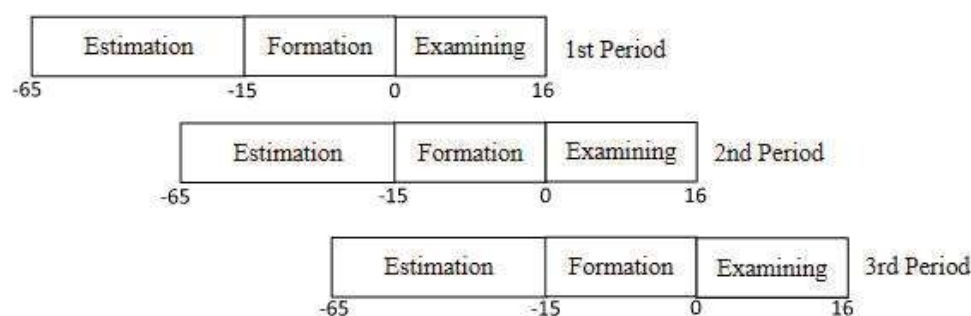 Estimation Formation Examining 1st Period
-65 -15 0 16
Estimation Formation Examining 2nd Period
-65 -15 0 16
Estimation Formation Examining 3rd Period
-65 -15 0 16